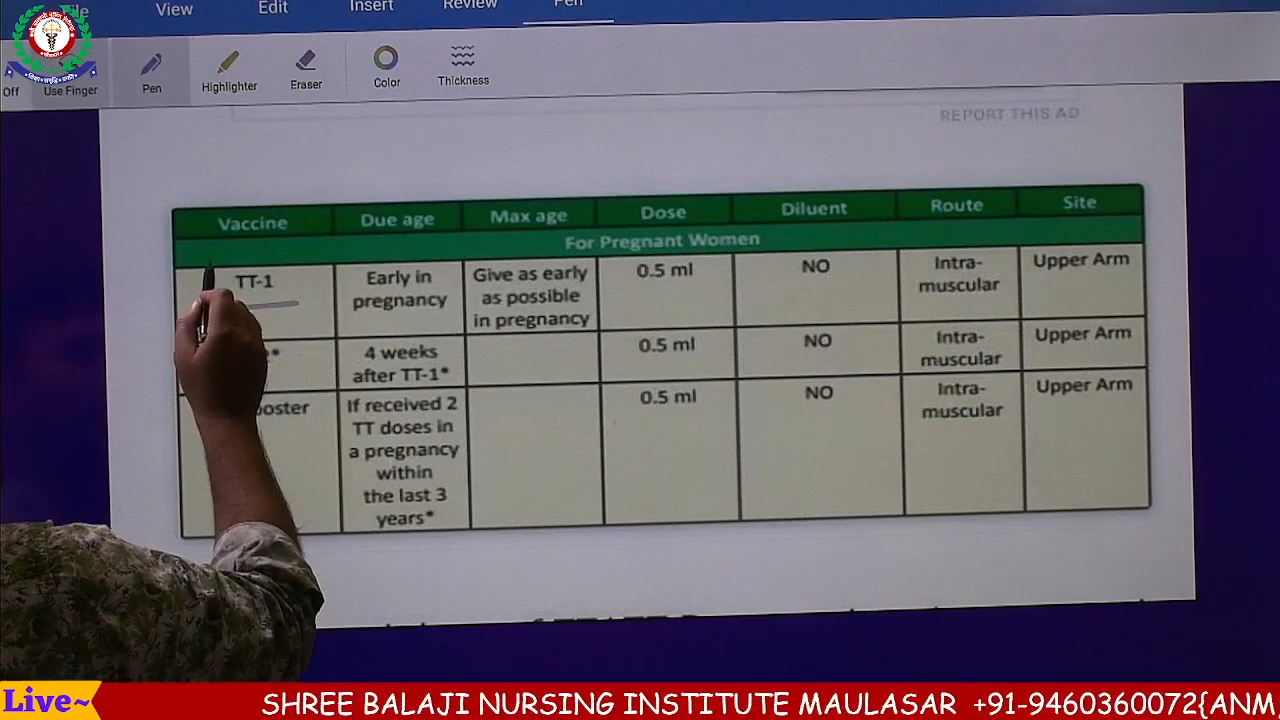 File View Edit Insert Review Pen
Off Use Finger Pen Highlighter Eraser Color Thickness
REPORT THIS AD
Vaccine Due age Max age Dose Diluent Route Site
For Pregnant Women
TT-1 Early in Give as early 0.5 ml NO Intra- Upper Arm
pregnancy as possible muscular
in pregnancy
* 4 weeks 0.5 ml NO Intra- Upper Arm
after TT-1* muscular
ooster If received 2 0.5 ml NO Intra- Upper Arm
TT doses in muscular
a pregnancy
within
the last 3
years*
Live~ SHREE BALAJI NURSING INSTITUTE MAULASAR +91-9460360072{ANM